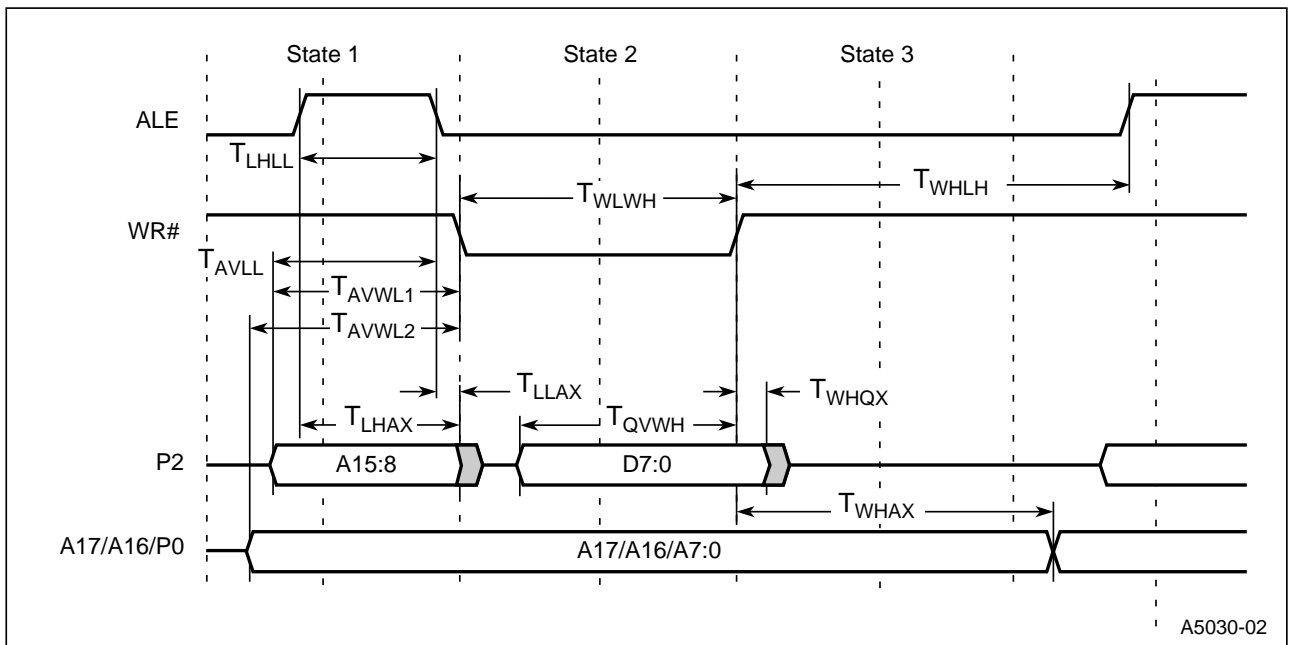 State 1 State 2 State 3
ALE
TLHLL
TWLWH TWHLH
WR#
TAVLL
TAVWL1
TAVWL2
TLLAX TWHQX
TLHAX TQVWH
P2 A15:8 D7:0
TWHAX
A17/A16/P0 A17/A16/A7:0
A5030-02